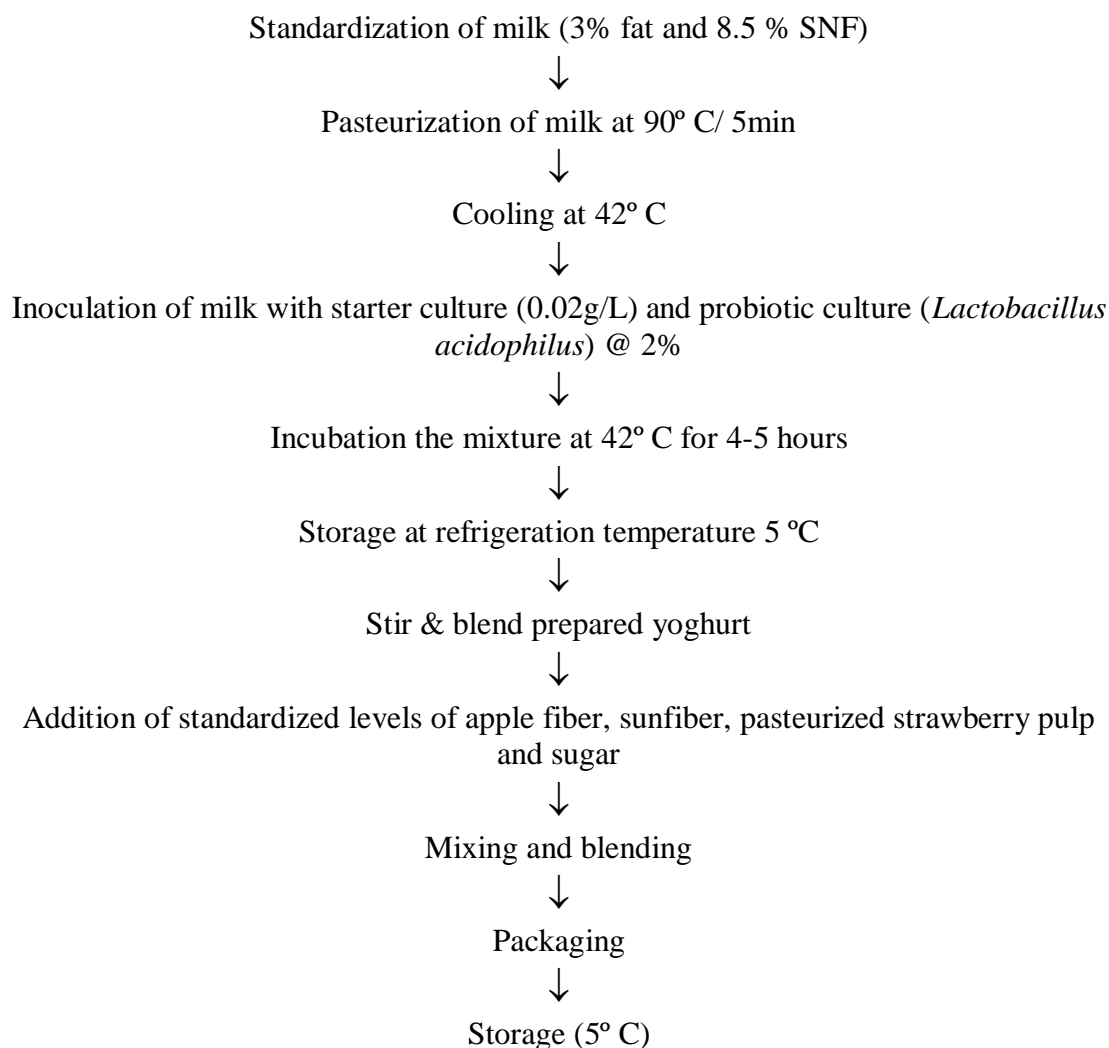 Standardization of milk (3% fat and 8.5 % SNF)
↓
Pasteurization of milk at 90º C/ 5min
↓
Cooling at 42º C
↓
Inoculation of milk with starter culture (0.02g/L) and probiotic culture (Lactobacillus
acidophilus) @ 2%
↓
Incubation the mixture at 42º C for 4-5 hours
↓
Storage at refrigeration temperature 5 ºC
↓
Stir & blend prepared yoghurt
↓
Addition of standardized levels of apple fiber, sunfiber, pasteurized strawberry pulp
and sugar
↓
Mixing and blending
↓
Packaging
↓
Storage (5º C)